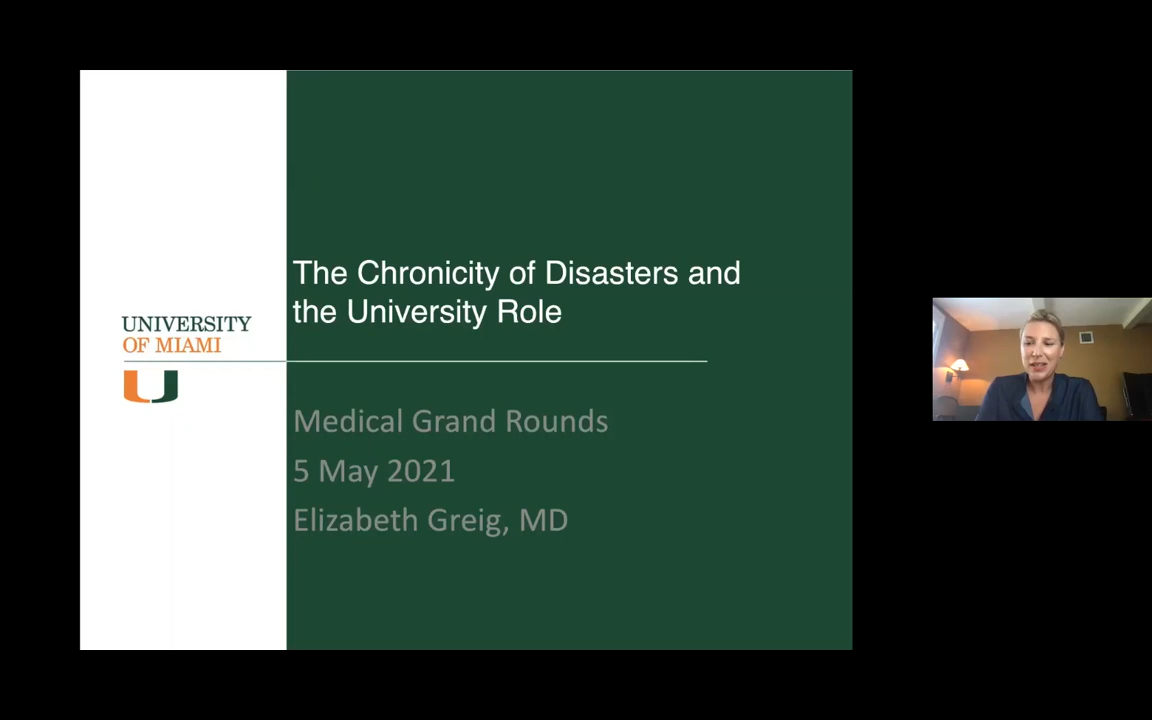 The Chronicity of Disasters and
the University Role
UNIVERSITY
OF MIAMI
Medical Grand Rounds
5 May 2021
Elizabeth Greig, MD